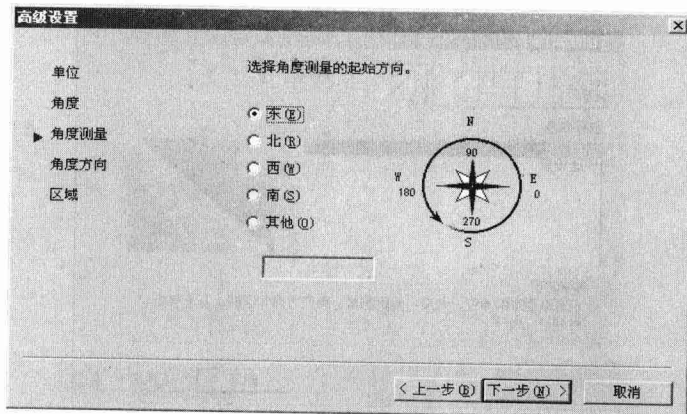 高级设置
单位
角度
角度测量
角度方向
区域
选择角度测量的起始方向。
东(E)
北(R)
西(W)
南(S)
其他(O)
N
90
W
180
E
0
270
S
< 上一步(B)
下一步(N) >
取消